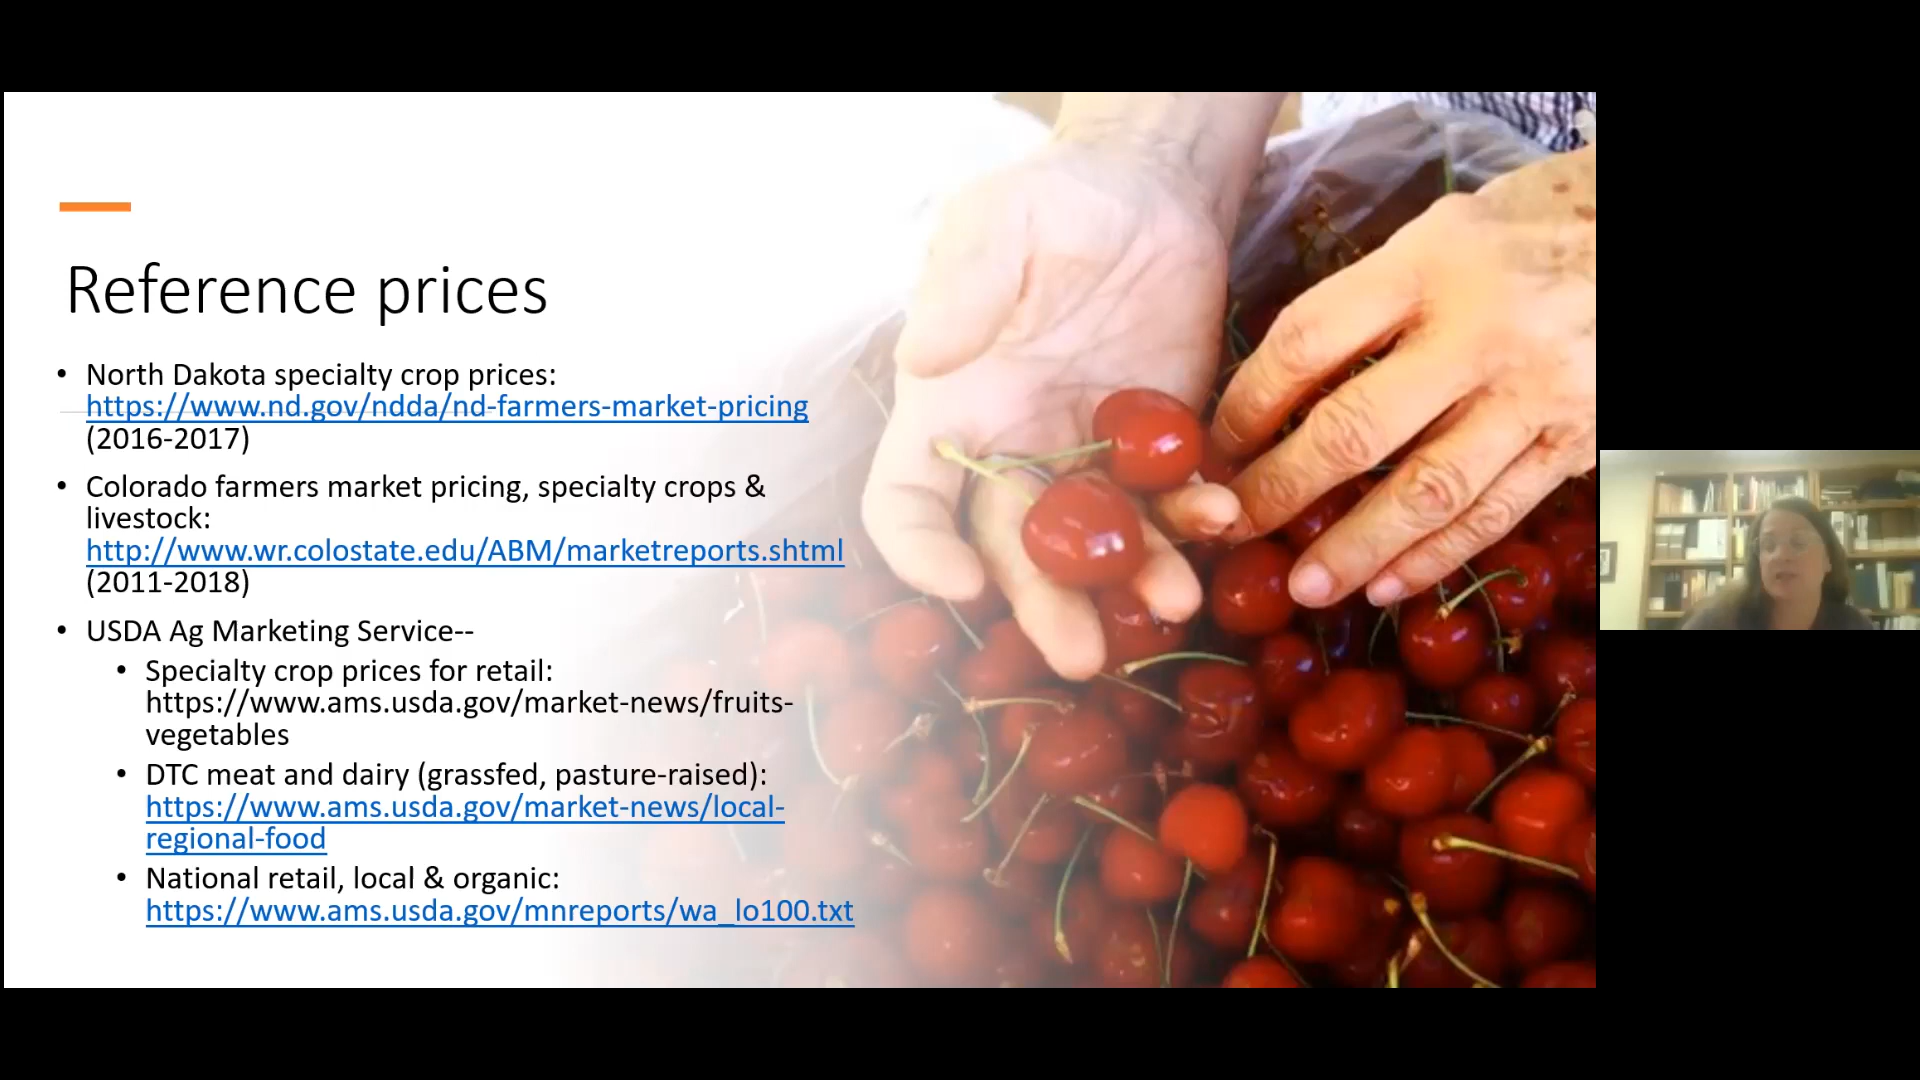 Reference prices
• North Dakota specialty crop prices:
https://www.nd.gov/ndda/nd-farmers-market-pricing
(2016-2017)
• Colorado farmers market pricing, specialty crops &
livestock:
http://www.wr.colostate.edu/ABM/marketreports.shtml
(2011-2018)
• USDA Ag Marketing Service--
• Specialty crop prices for retail:
https://www.ams.usda.gov/market-news/fruits-
vegetables
• DTC meat and dairy (grassfed, pasture-raised):
https://www.ams.usda.gov/market-news/local-
regional-food
• National retail, local & organic:
https://www.ams.usda.gov/mnreports/wa_lo100.txt